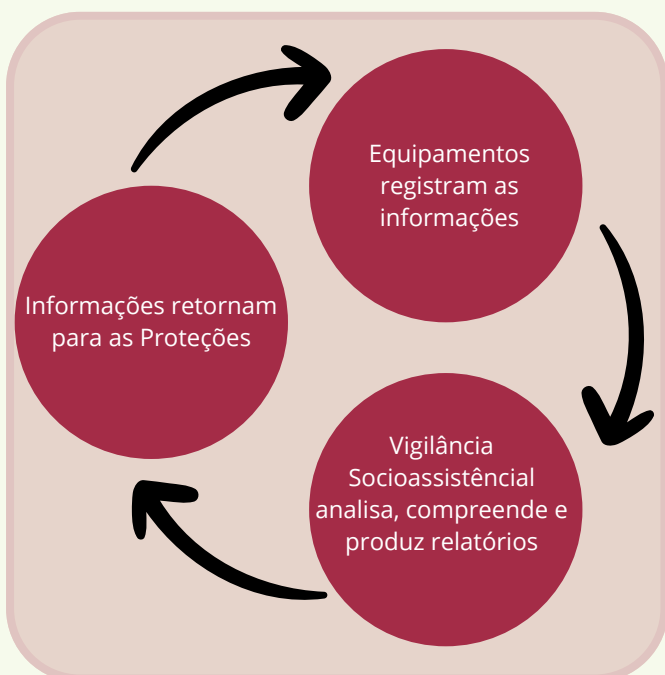 Equipamentos
registram as
informações
Informações retornam
para as Proteções
Vigilância
Socioassistêncial
analisa, compreende e
produz relatórios